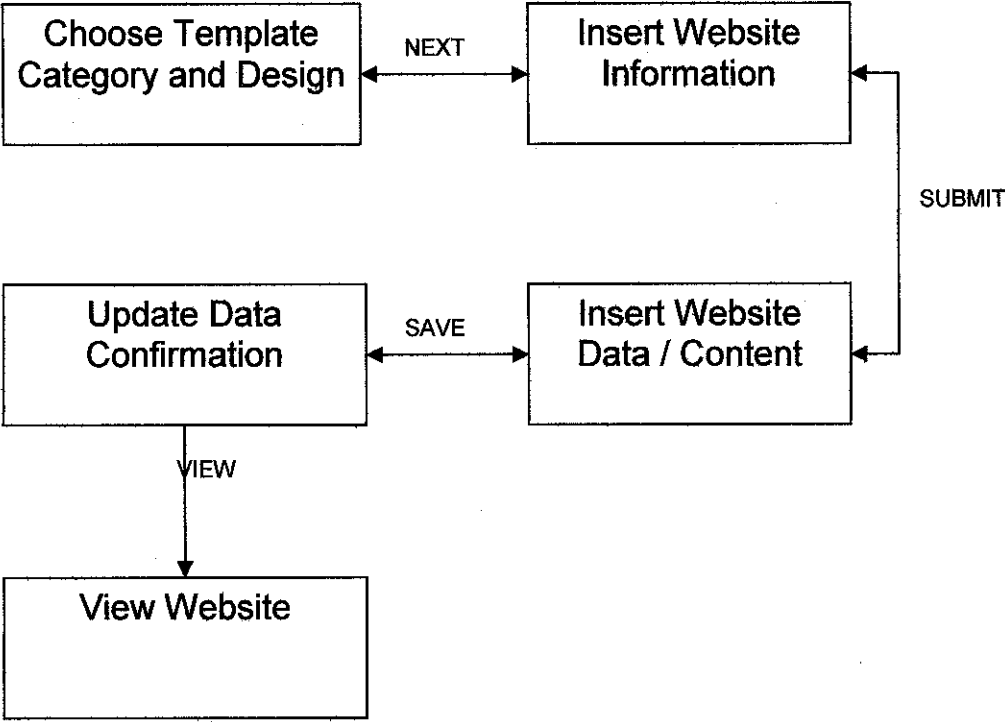 Choose Template
Category and Design
NEXT
Insert Website
Information
SUBMIT
Update Data
Confirmation
SAVE
Insert Website
Data / Content
VIEW
View Website